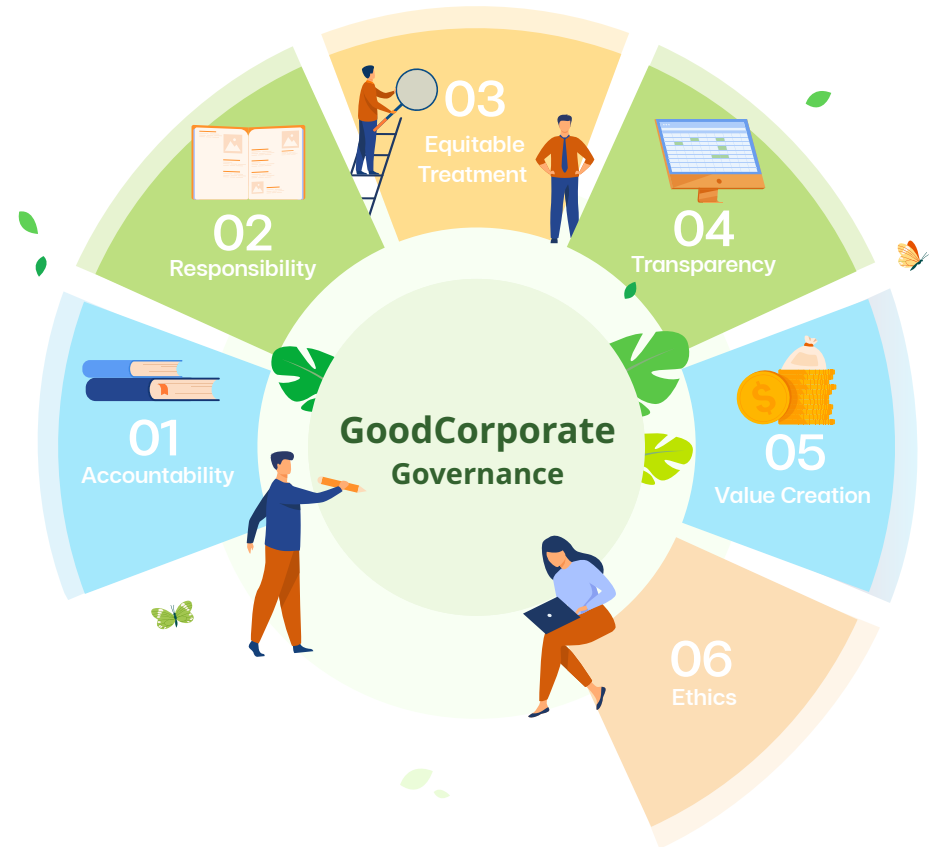 03
Equitable
Treatment
02
Responsibility
04
Transparency
01
Accountability
GoodCorporate
Governance
05
Value Creation
06
Ethics